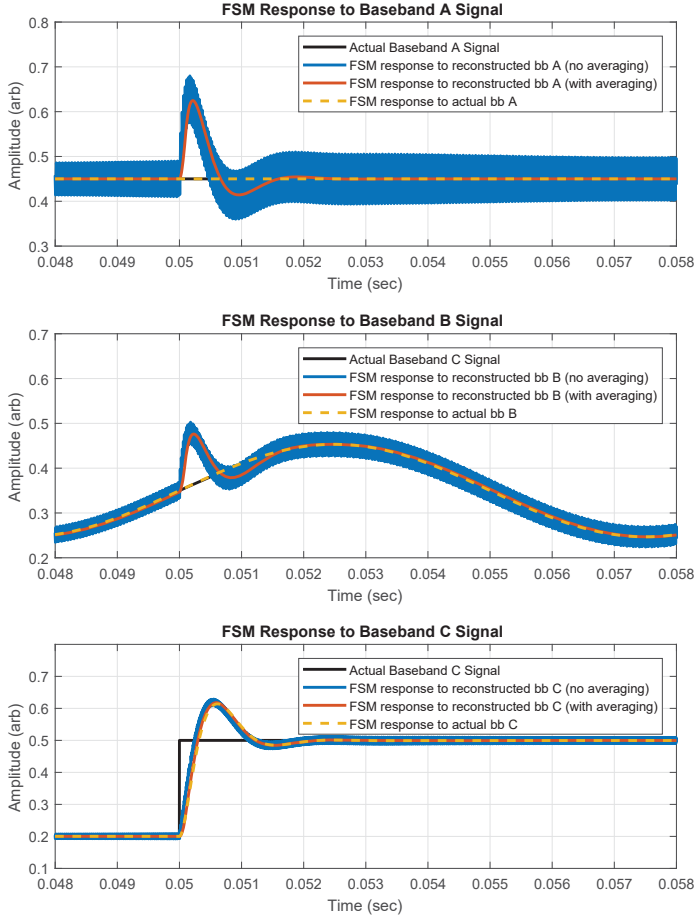 FSM Response to Baseband A Signal
0.8
0.7
0.6
0.5
0.4
0.3
Amplitude (arb)
Actual Baseband A Signal
FSM response to reconstructed bb A (no averaging)
FSM response to reconstructed bb A (with averaging)
FSM response to actual bb A
0.048 0.049 0.05 0.051 0.052 0.053 0.054 0.055 0.056 0.057 0.058
Time (sec)
FSM Response to Baseband B Signal
0.7
0.6
0.5
0.4
0.3
0.2
Amplitude (arb)
Actual Baseband C Signal
FSM response to reconstructed bb B (no averaging)
FSM response to reconstructed bb B (with averaging)
FSM response to actual bb B
0.048 0.049 0.05 0.051 0.052 0.053 0.054 0.055 0.056 0.057 0.058
Time (sec)
FSM Response to Baseband C Signal
0.7
0.6
0.5
0.4
0.3
0.2
0.1
Amplitude (arb)
Actual Baseband C Signal
FSM response to reconstructed bb C (no averaging)
FSM response to reconstructed bb C (with averaging)
FSM response to actual bb C
0.048 0.049 0.05 0.051 0.052 0.053 0.054 0.055 0.056 0.057 0.058
Time (sec)